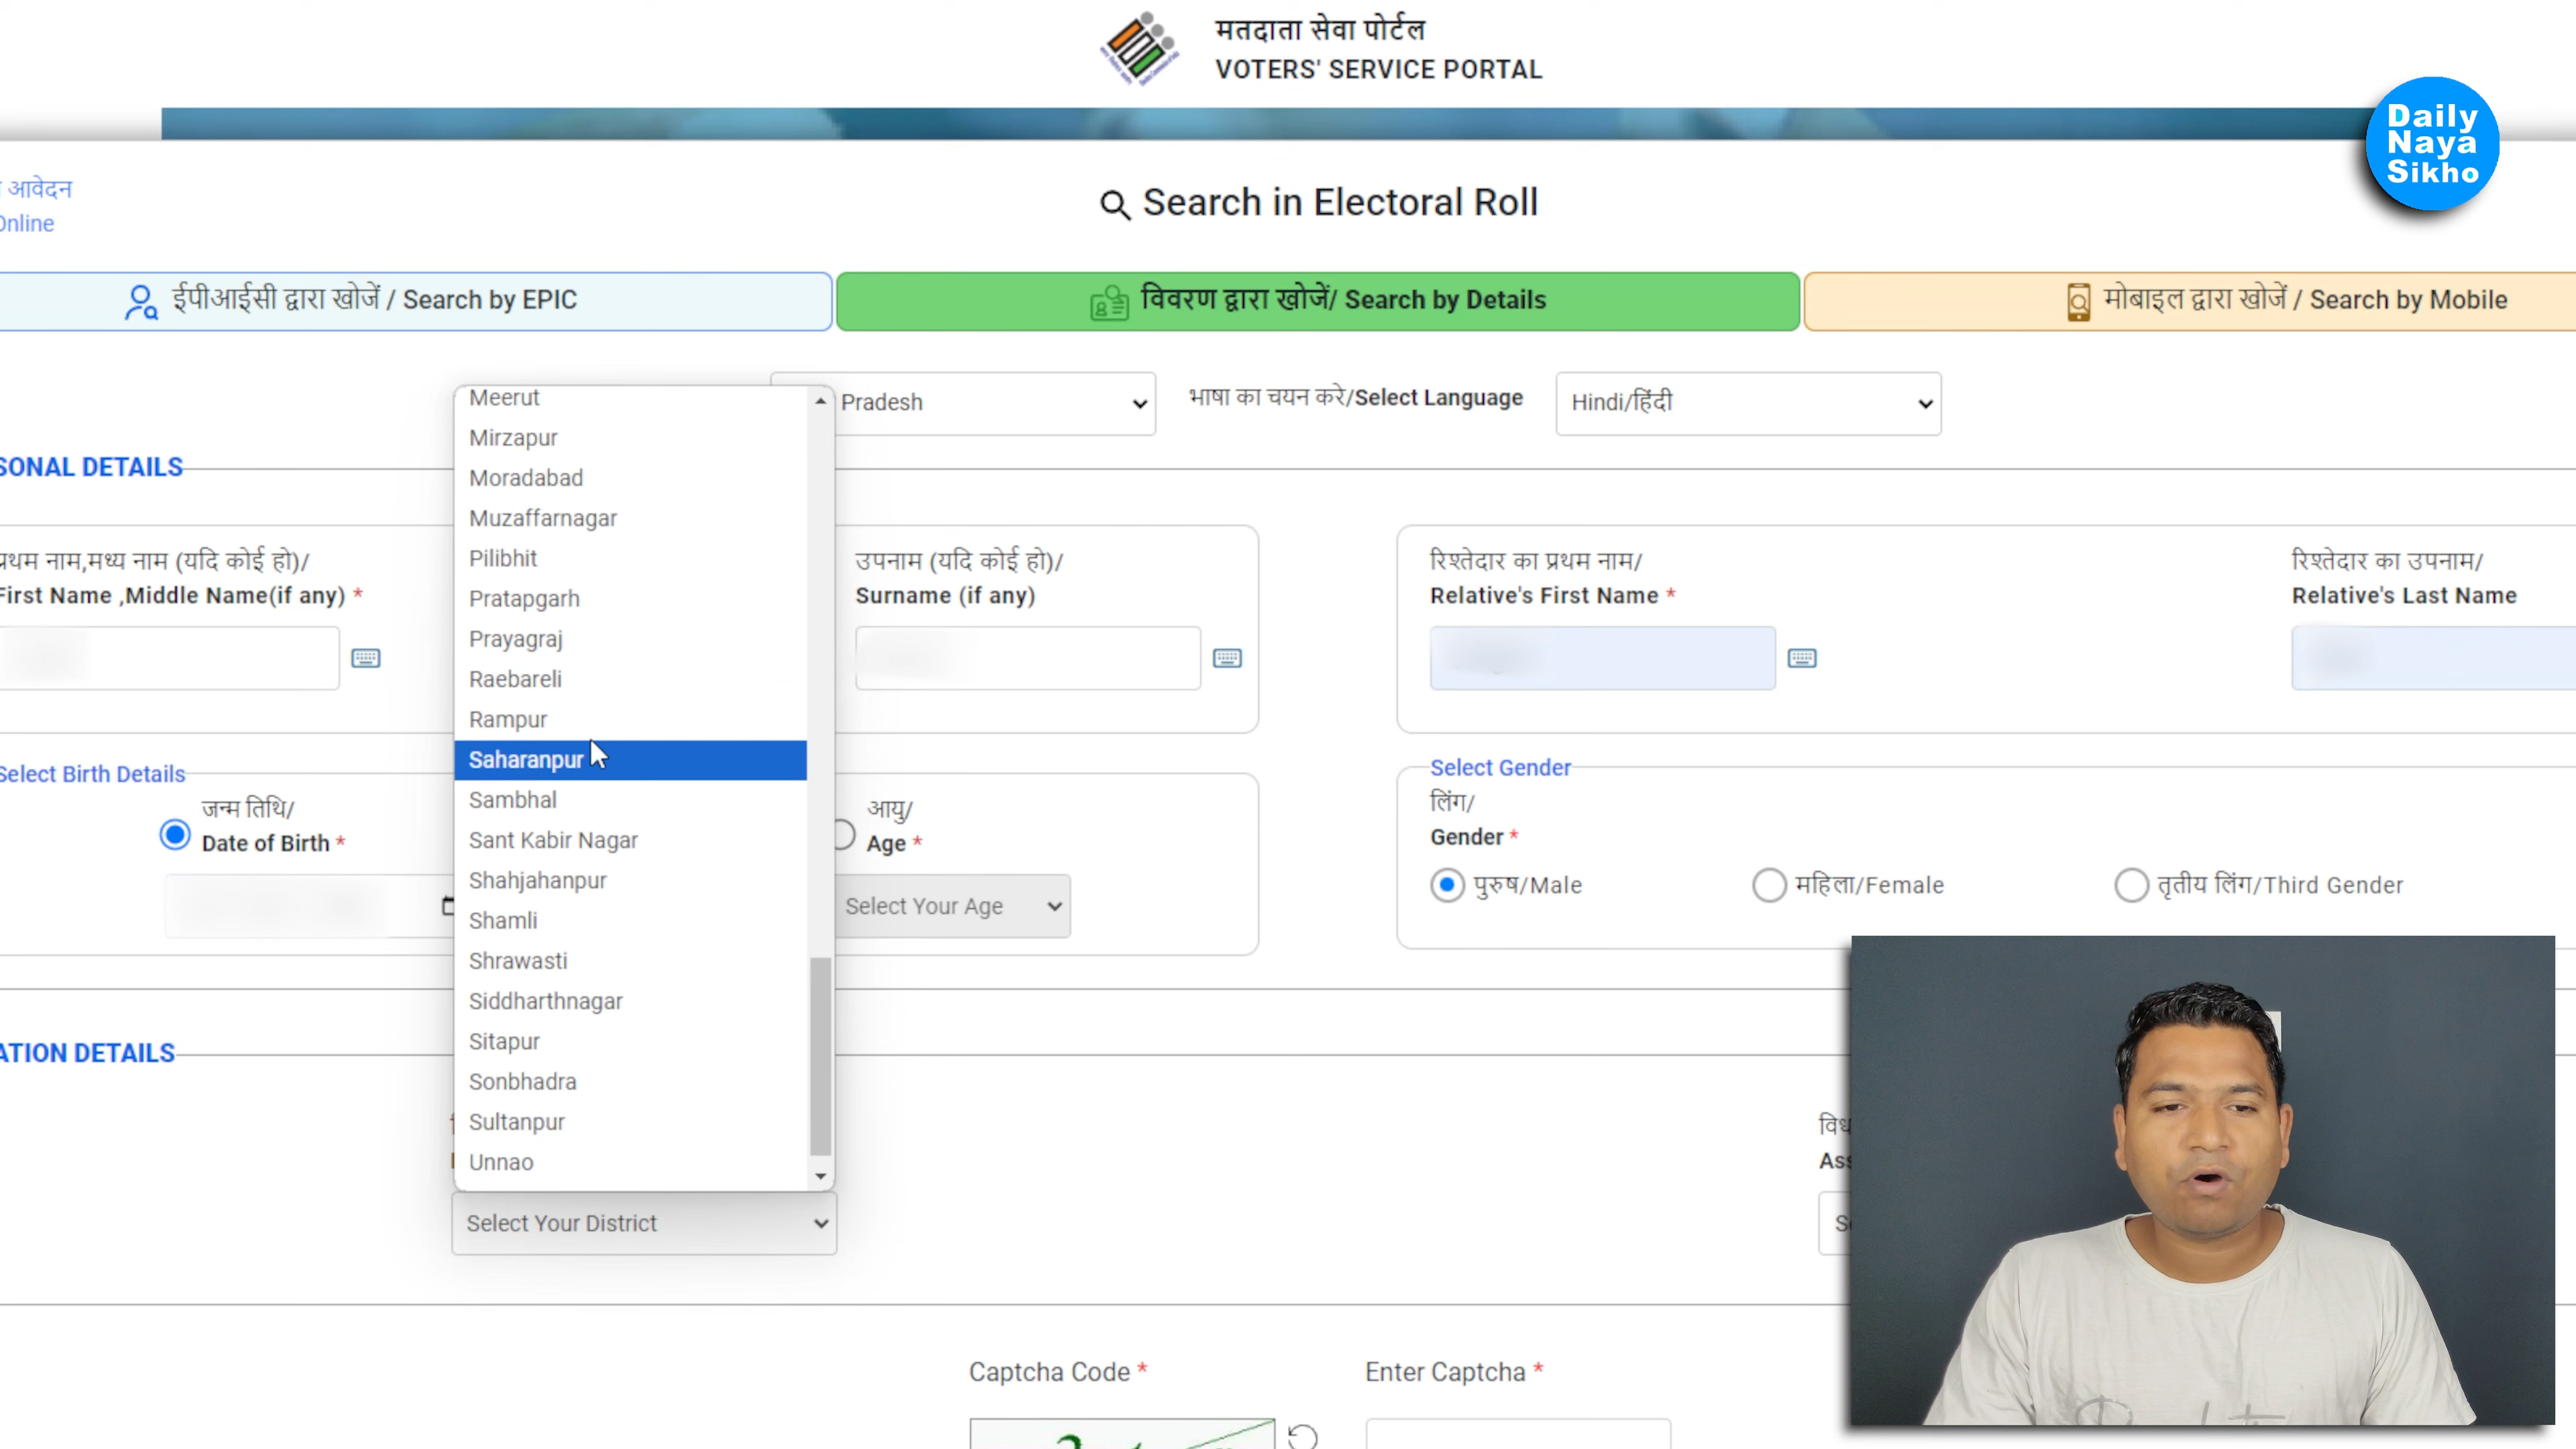 मतदाता सेवा पोर्टल
VOTERS' SERVICE PORTAL
Daily
Naya
Sikho
आवेदन
Online
Search in Electoral Roll
ईपीआईसी द्वारा खोजें / Search by EPIC
विवरण द्वारा खोजें/ Search by Details
मोबाइल द्वारा खोजें / Search by Mobile
Pradesh
भाषा का चयन करे/Select Language
Hindi/हिंदी
Meerut
Mirzapur
Moradabad
Muzaffarnagar
Pilibhit
Pratapgarh
Prayagraj
Raebareli
Rampur
Saharanpur
Sambhal
Sant Kabir Nagar
Shahjahanpur
Shamli
Shrawasti
Siddharthnagar
Sitapur
Sonbhadra
Sultanpur
Unnao
Select Your District
SONAL DETAILS
प्रथम नाम,मध्य नाम (यदि कोई हो)/
First Name ,Middle Name(if any) *
उपनाम (यदि कोई हो)/
Surname (if any)
रिश्तेदार का प्रथम नाम/
Relative's First Name *
रिश्तेदार का उपनाम/
Relative's Last Name
Select Birth Details
जन्म तिथि/
Date of Birth *
आयु/
Age *
Select Your Age
Select Gender
लिंग/
Gender *
पुरुष/Male
महिला/Female
तृतीय लिंग/Third Gender
ATION DETAILS
विध
Ass
Captcha Code *
Enter Captcha *